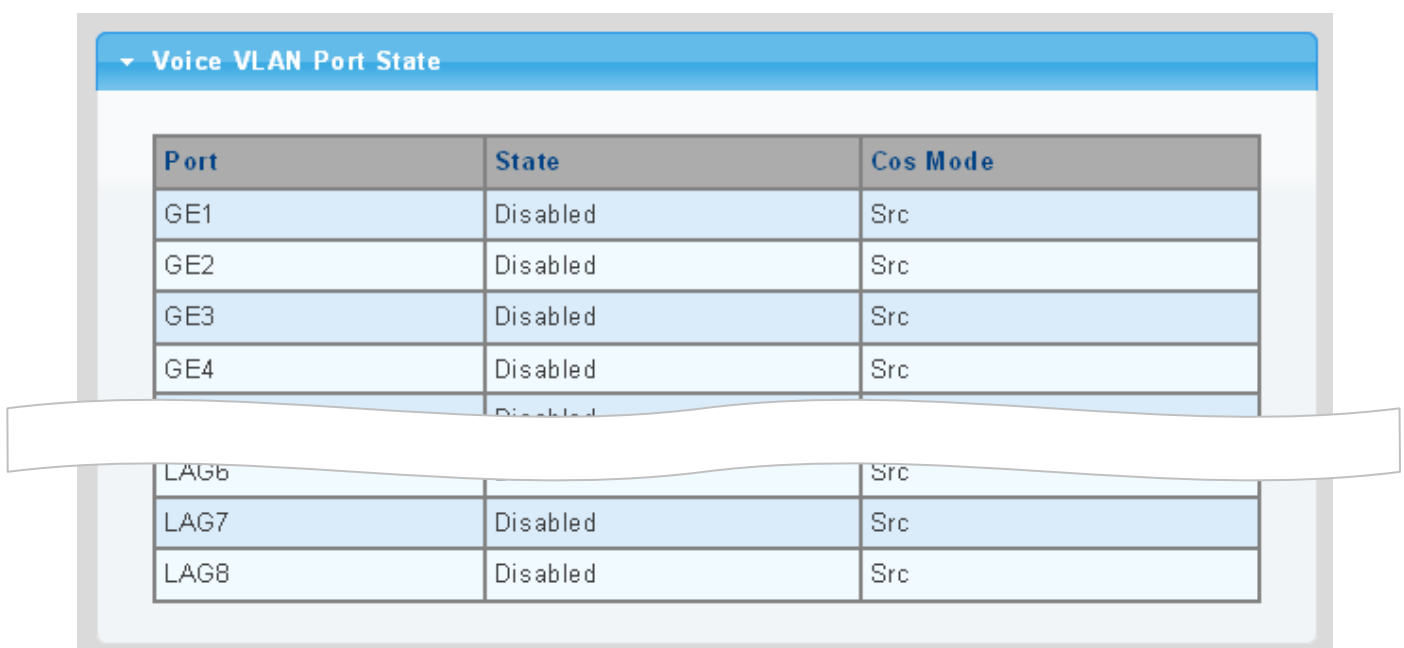 Voice VLAN Port State
Port State Cos Mode
GE1 Disabled Src
GE2 Disabled Src
GE3 Disabled Src
GE4 Disabled Src
Disabled
LAG6 Src
LAG7 Disabled Src
LAG8 Disabled Src